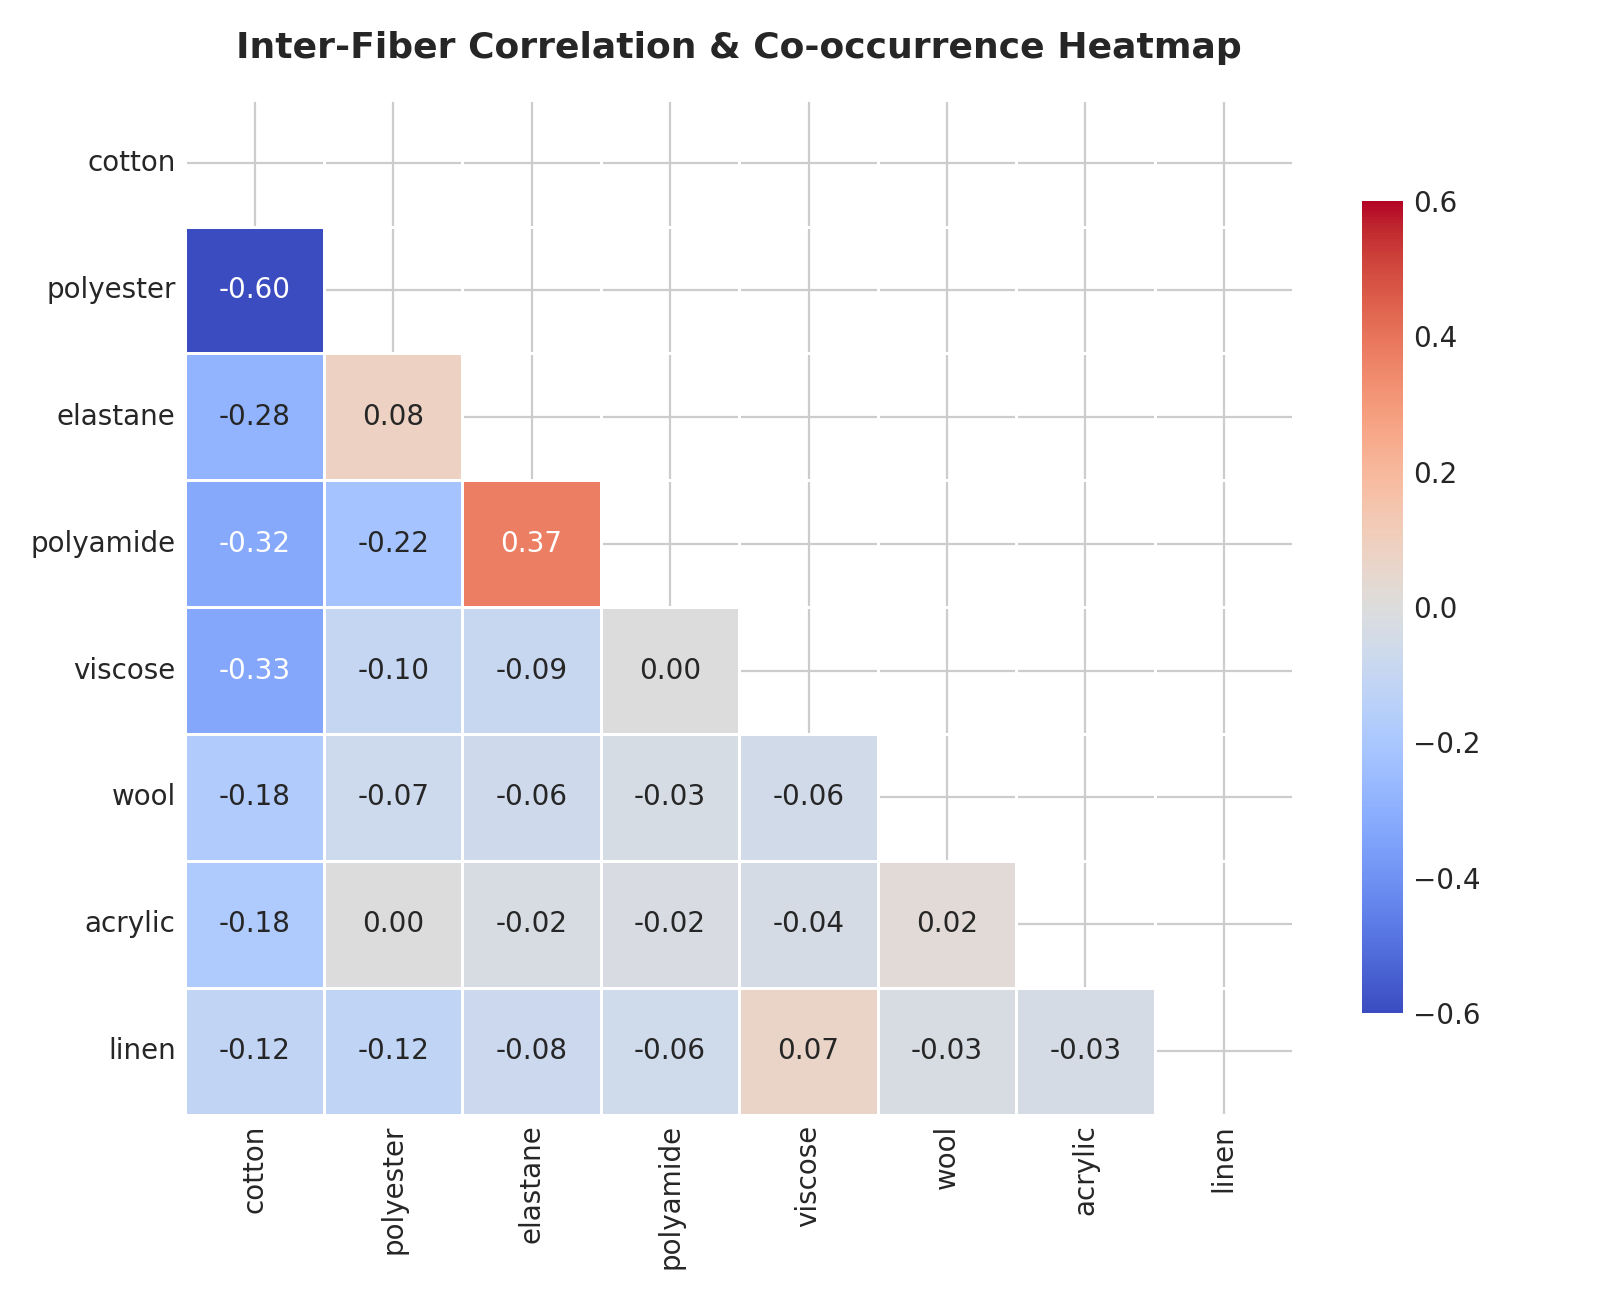 Inter-Fiber Correlation & Co-occurrence Heatmap
cotton
polyester -0.60
elastane -0.28 0.08
polyamide -0.32 -0.22 0.37
viscose -0.33 -0.10 -0.09 0.00
wool -0.18 -0.07 -0.06 -0.03 -0.06
acrylic -0.18 0.00 -0.02 -0.02 -0.04 0.02
linen -0.12 -0.12 -0.08 -0.06 0.07 -0.03 -0.03
cotton polyester elastane polyamide viscose wool acrylic linen
0.6
0.4
0.2
0.0
−0.2
−0.4
−0.6